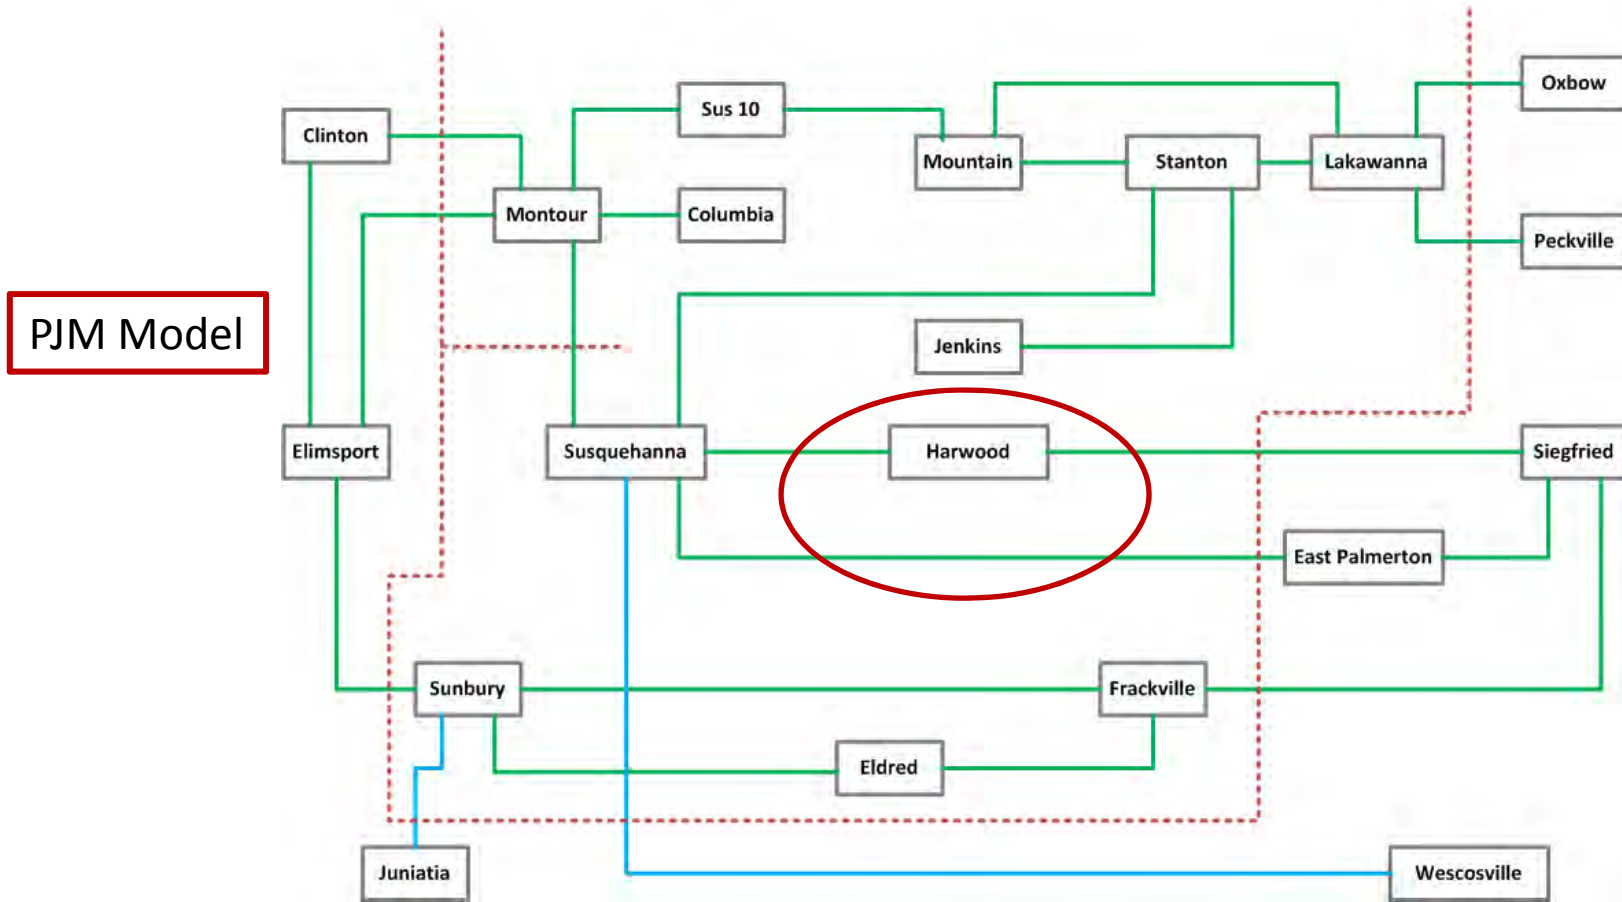 Oxbow
Sus 10
Clinton
Mountain
Stanton
Lakawanna
Montour
Columbia
Peckville
PJM Model
Jenkins
Elimsport
Susquehanna
Harwood
Siegfried
East Palmerton
Sunbury
Frackville
Eldred
Juniatia
Wescosville